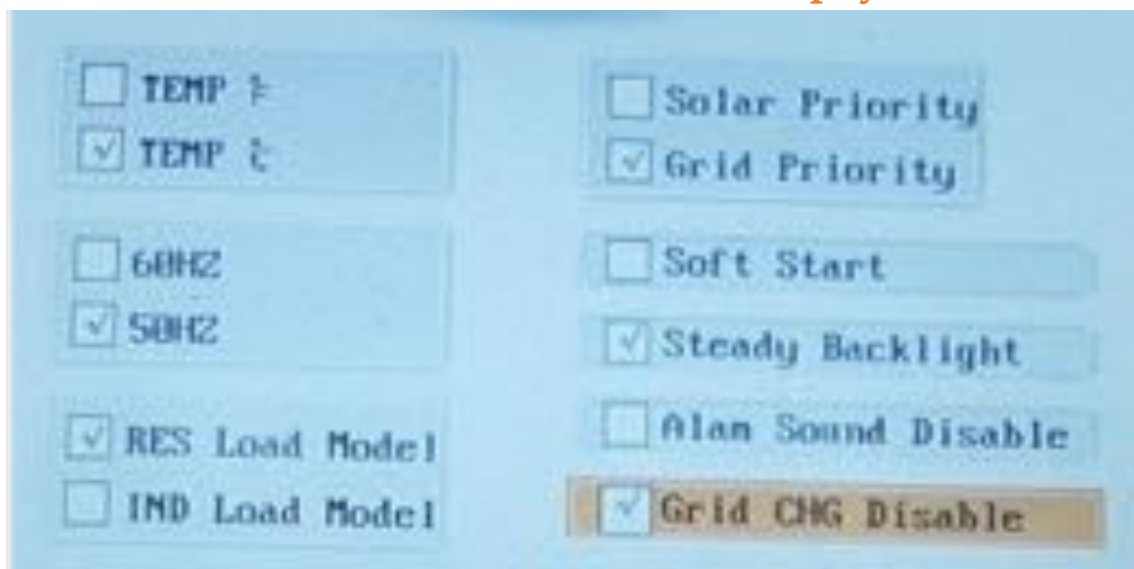 TEMP ℉
TEMP ℃
60HZ
50HZ
RES Load Model
IND Load Model
Solar Priority
Grid Priority
Soft Start
Steady Backlight
Alam Sound Disable
Grid CHG Disable